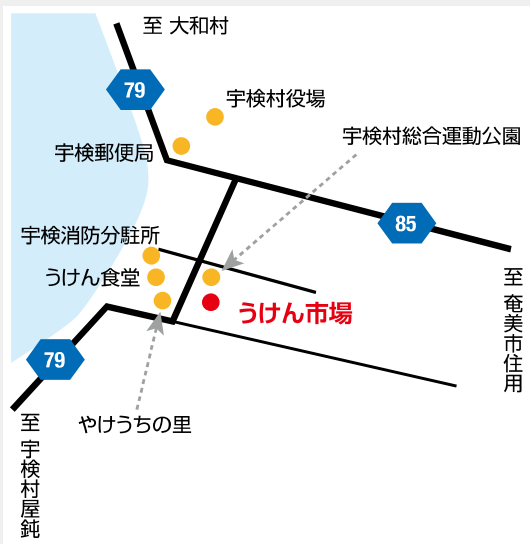 至 大和村
79
宇検村役場
宇検郵便局
宇検村総合運動公園
85
宇検消防分駐所
うけん食堂
うけん市場
至 奄美市住用
79
やけうちの里
至 宇検村屋鈍